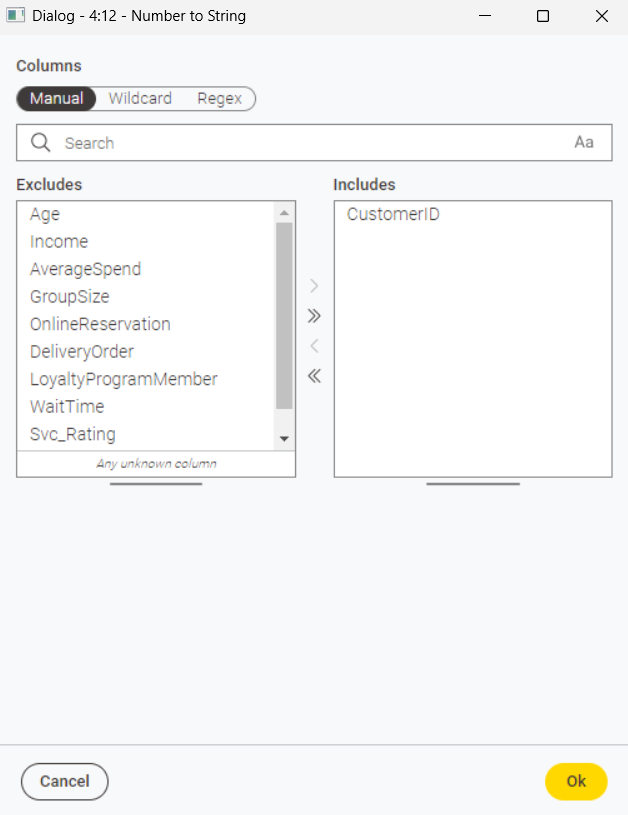 Dialog - 4:12 - Number to String
Columns
Manual Wildcard Regex
Search Aa
Excludes Includes
Age CustomerID
Income
AverageSpend
GroupSize
OnlineReservation
DeliveryOrder
LoyaltyProgramMember
WaitTime
Svc_Rating
Any unknown column
Cancel Ok